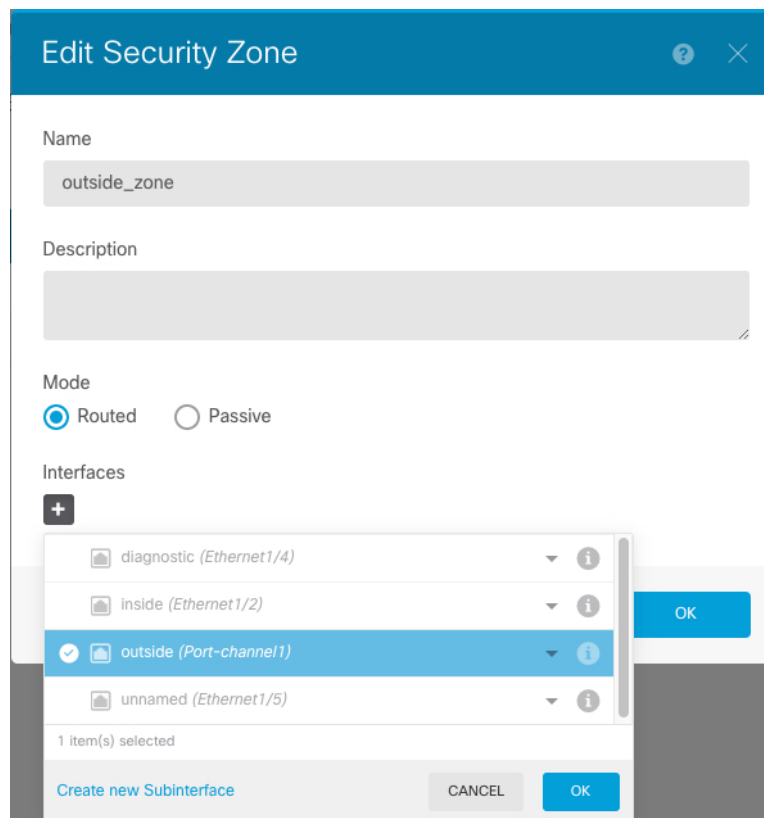 Edit Security Zone
Name
outside_zone
Description
Mode
Routed Passive
Interfaces
diagnostic (Ethernet1/4)
inside (Ethernet1/2)
OK
outside (Port-channel1)
unnamed (Ethernet1/5)
1 item(s) selected
Create new Subinterface CANCEL OK